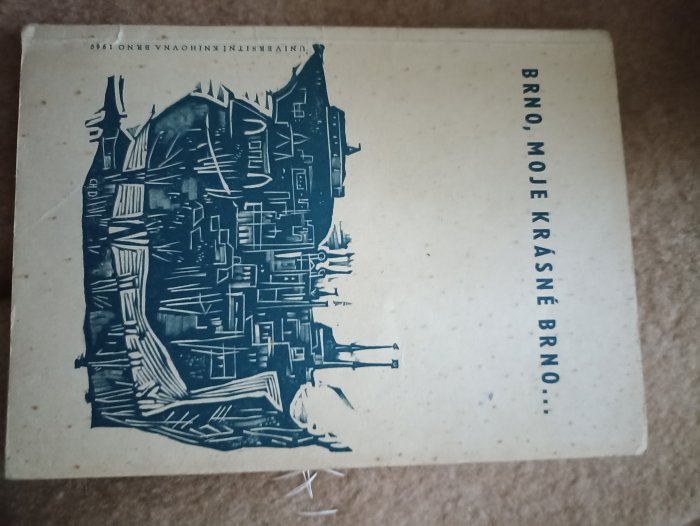 BRNO, MOJE KRÁSNÉ BRNO...
UNIVERSITNÍ KNIHOVNA BRNO 1960